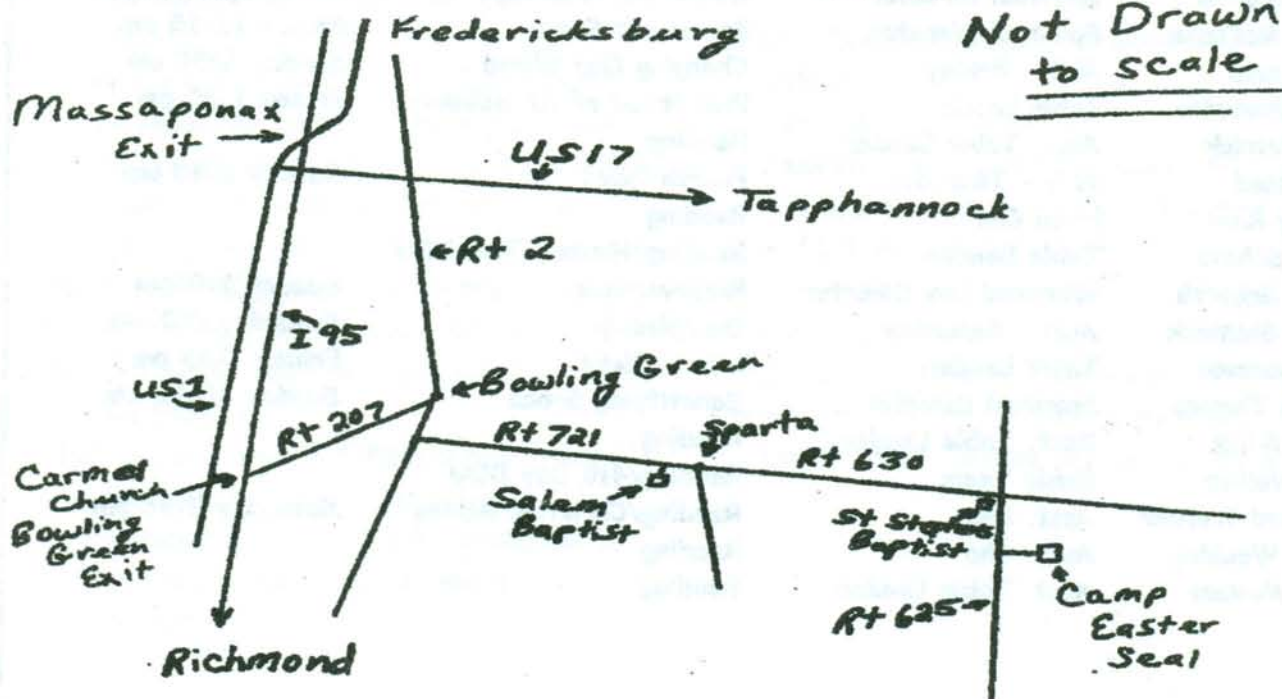 Fredericksburg
Not Drawn
to scale
Massaponax
Exit
US17
Tapphannock
Rt 2
I 95
US1
Bowling Green
Rt 207
Rt 721
Sparta
Rt 630
Carmel
Church
Bowling
Green
Exit
Salem
Baptist
St Stephens
Baptist
Rt 625
Camp
Easter
Seal
Richmond